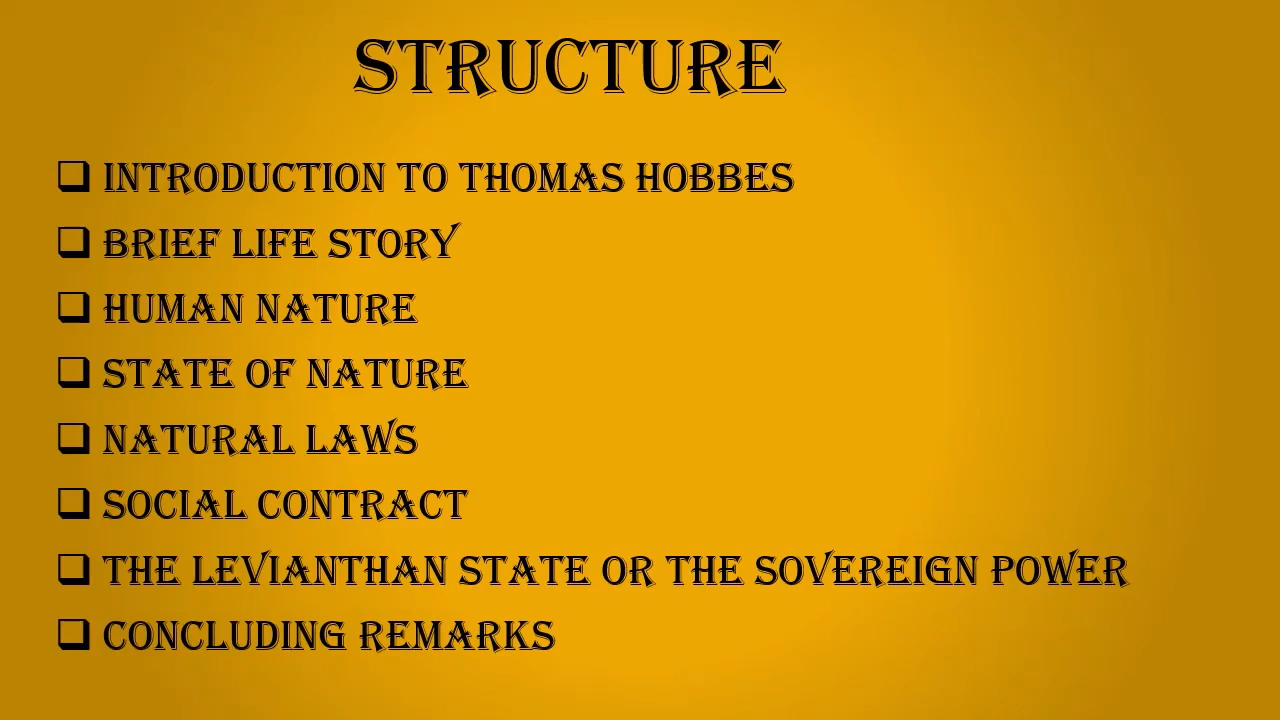 STRUCTURE
INTRODUCTION TO THOMAS HOBBES
BRIEF LIFE STORY
HUMAN NATURE
STATE OF NATURE
NATURAL LAWS
SOCIAL CONTRACT
THE LEVIANTHAN STATE OR THE SOVEREIGN POWER
CONCLUDING REMARKS